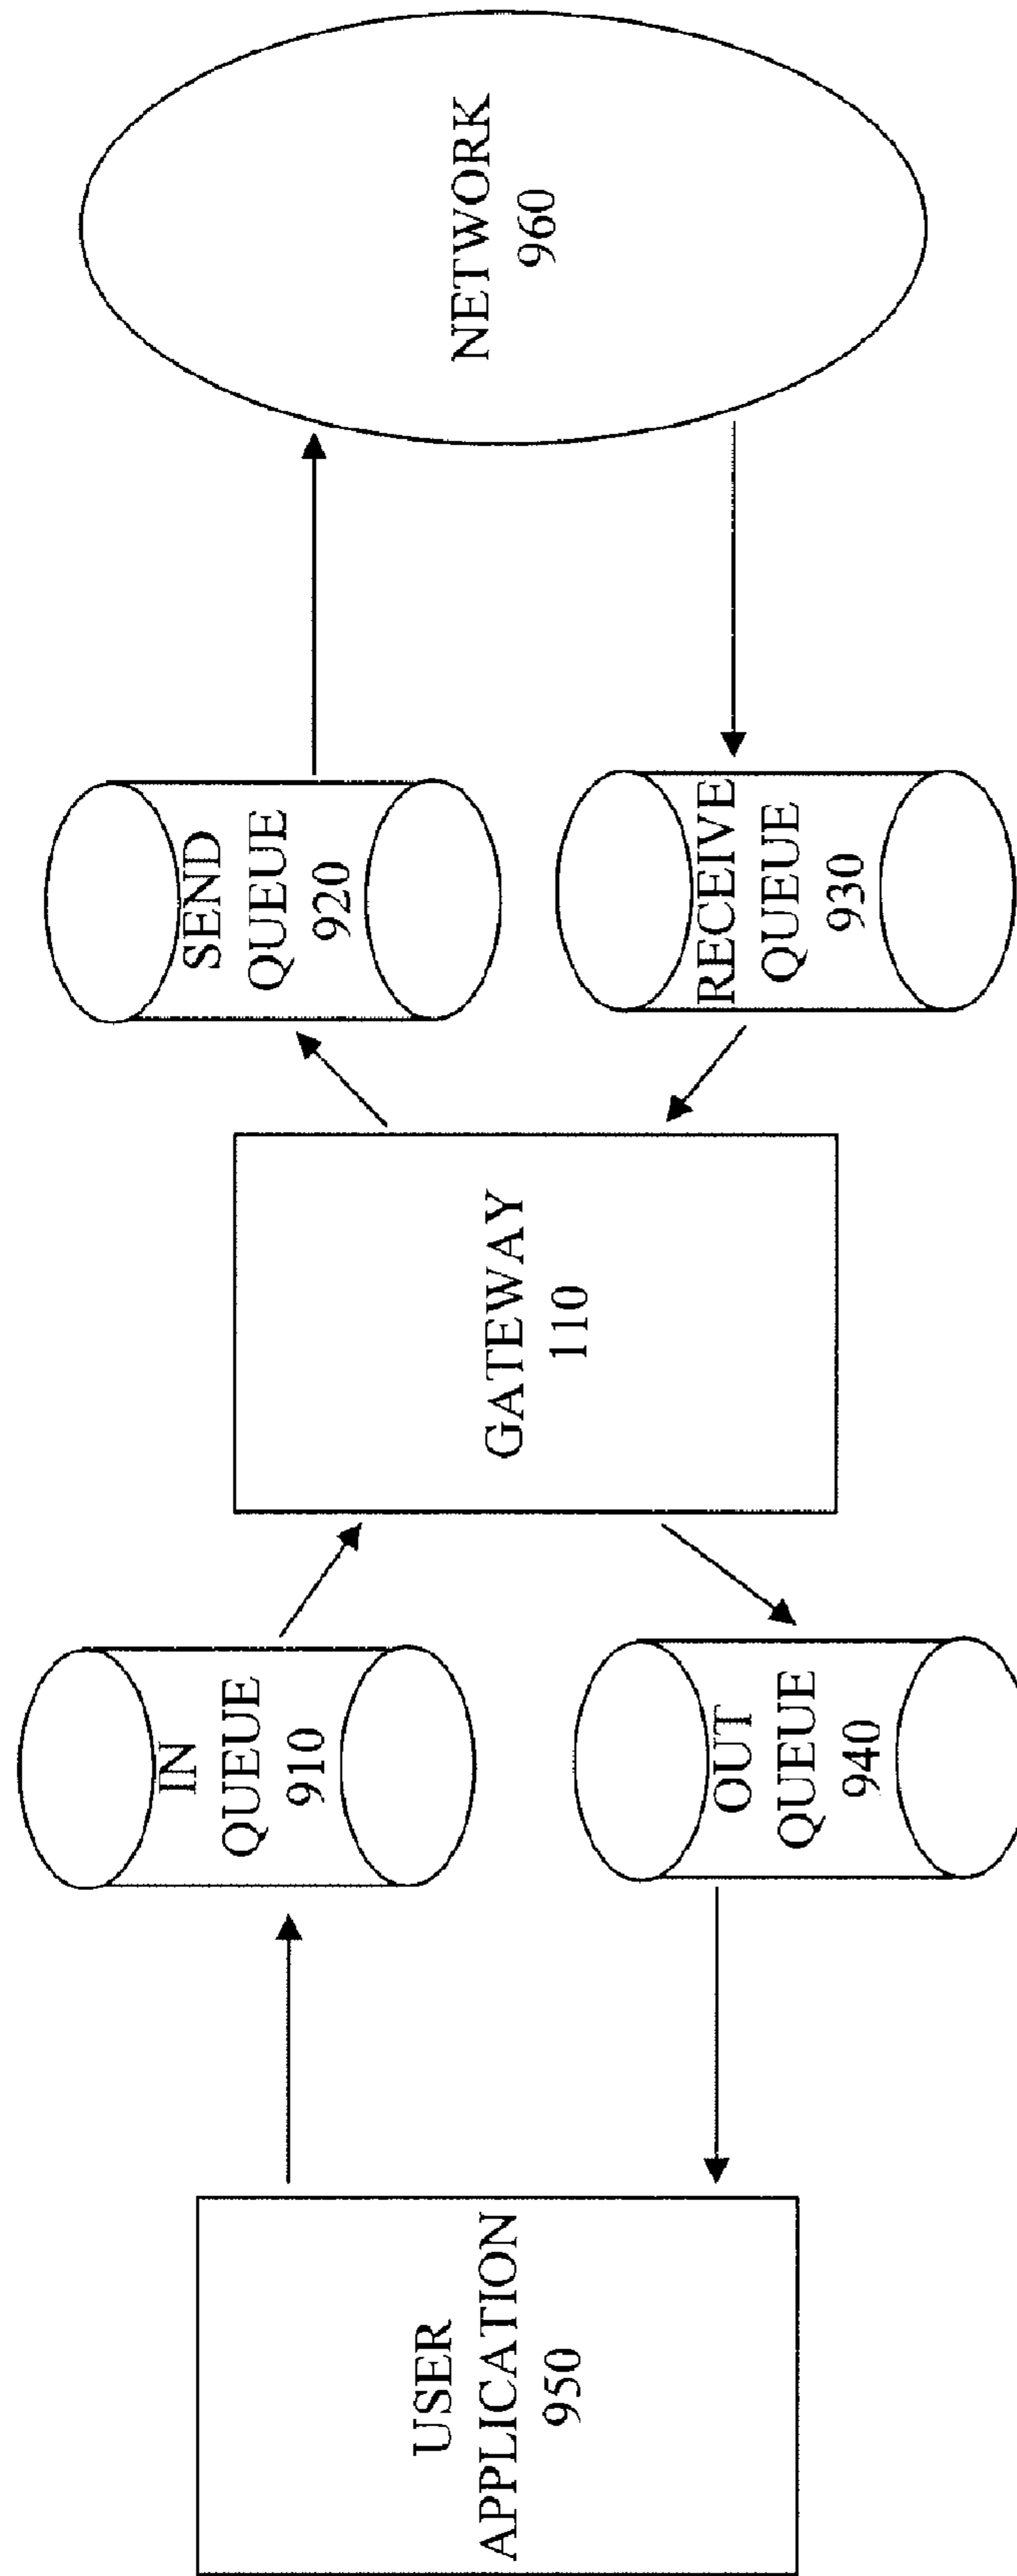 USER
APPLICATION
950
IN
QUEUE
910
OUT
QUEUE
940
GATEWAY
110
SEND
QUEUE
920
RECEIVE
QUEUE
930
NETWORK
960